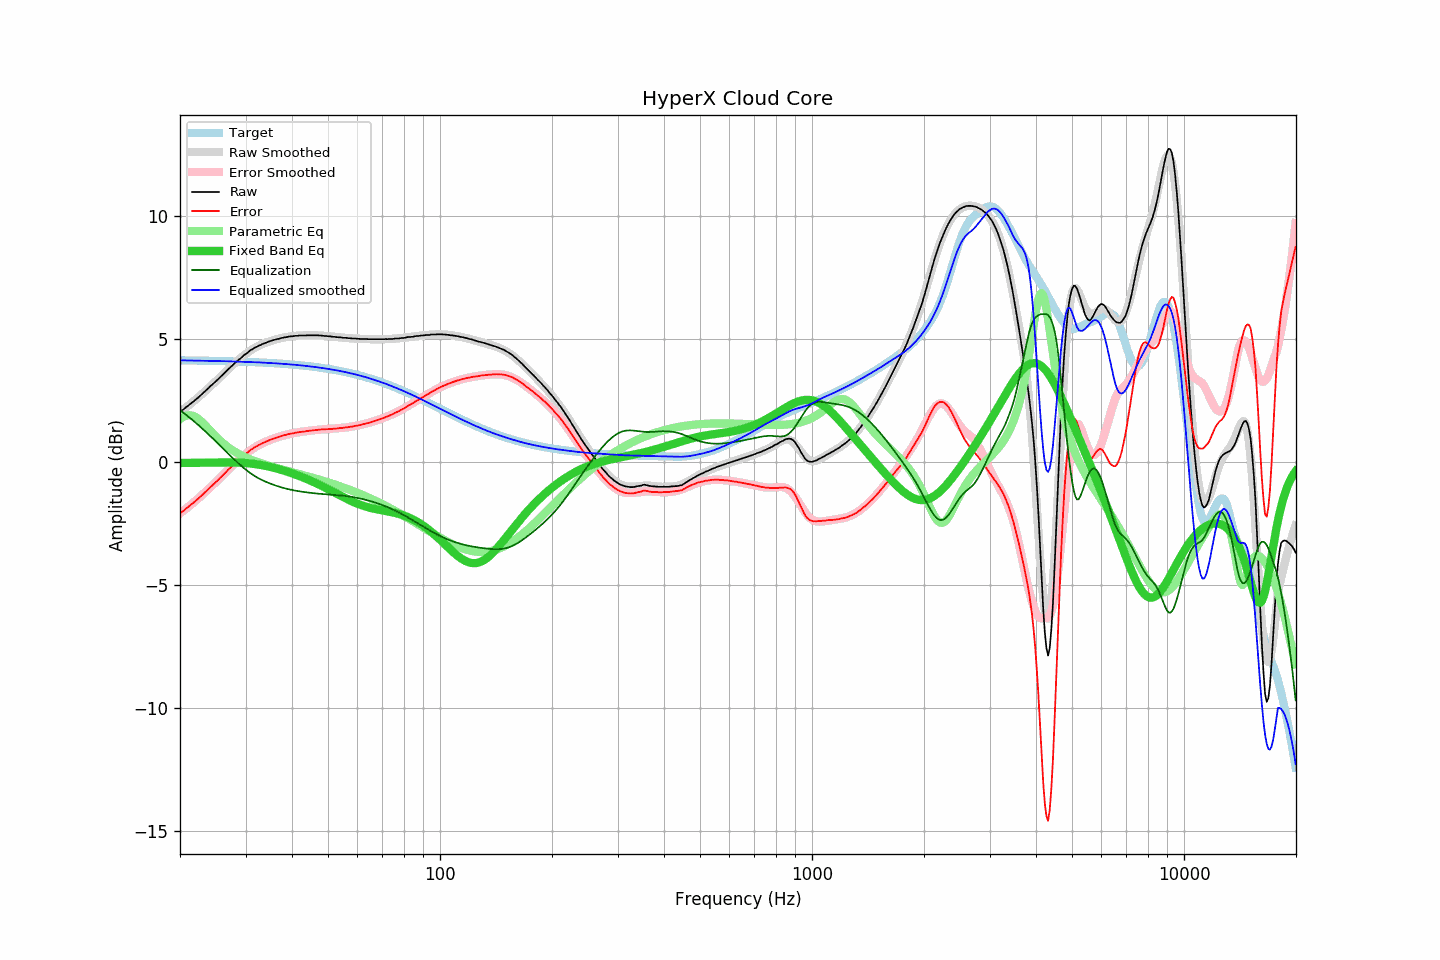 HyperX Cloud Core
Target
Raw Smoothed
Error Smoothed
Raw
Error
Parametric Eq
Fixed Band Eq
Equalization
Equalized smoothed
Amplitude (dBr)
10
5
0
−5
−10
−15
100
1000
10000
Frequency (Hz)